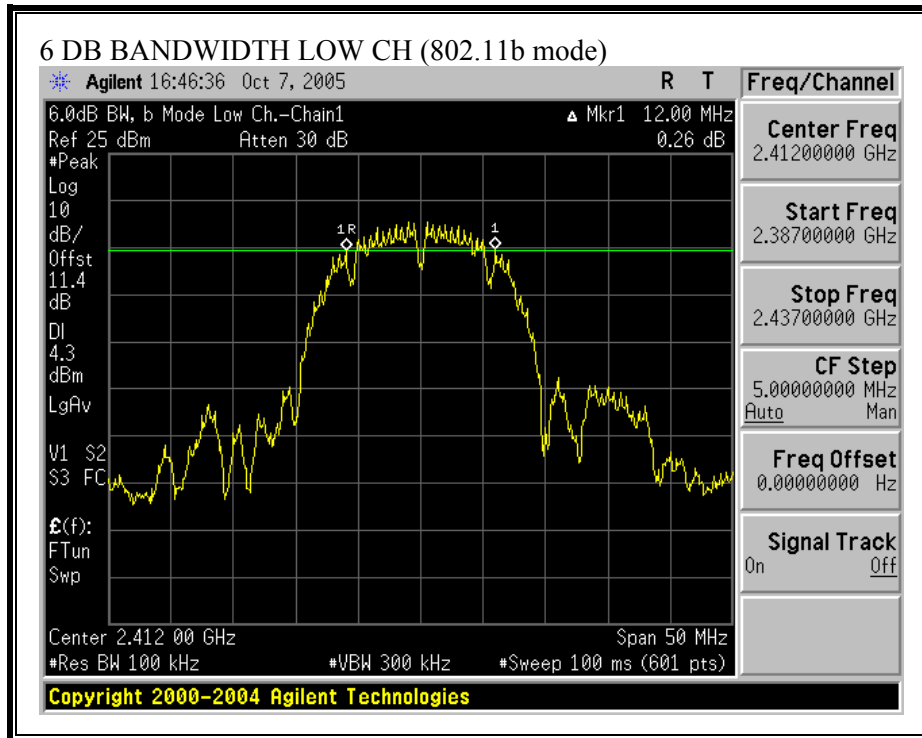 6 DB BANDWIDTH LOW CH (802.11b mode)
Agilent 16:46:36 Oct 7, 2005 R T
6.0dB BW, b Mode Low Ch.-Chain1
▲ Mkr1 12.00 MHz
Ref 25 dBm Atten 30 dB 0.26 dB
#Peak
Log
10
dB/
Offst
11.4
dB
DI
4.3
dBm
LgAv
V1 S2
S3 FC
£(f):
FTun
Swp
1R
1
Center 2.412 00 GHz Span 50 MHz
#Res BW 100 kHz #VBW 300 kHz #Sweep 100 ms (601 pts)
Copyright 2000-2004 Agilent Technologies
Freq/Channel
Center Freq
2.41200000 GHz
Start Freq
2.38700000 GHz
Stop Freq
2.43700000 GHz
CF Step
5.00000000 MHz
Auto Man
Freq Offset
0.00000000 Hz
Signal Track
On Off